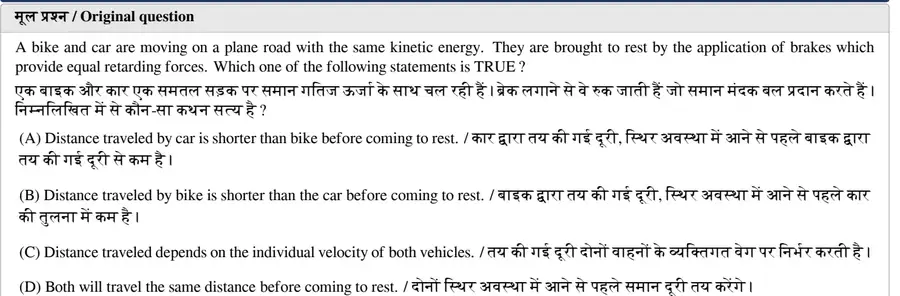 मूल प्रश्न / Original question
A bike and car are moving on a plane road with the same kinetic energy. They are brought to rest by the application of brakes which
provide equal retarding forces. Which one of the following statements is TRUE ?
एक बाइक और कार एक समतल सड़क पर समान गतिज ऊर्जा के साथ चल रही हैं। ब्रेक लगाने से वे रुक जाती हैं जो समान मंदक बल प्रदान करते हैं।
निम्नलिखित में से कौन-सा कथन सत्य है ?
(A) Distance traveled by car is shorter than bike before coming to rest. / कार द्वारा तय की गई दूरी, स्थिर अवस्था में आने से पहले बाइक द्वारा
तय की गई दूरी से कम है।
(B) Distance traveled by bike is shorter than the car before coming to rest. / बाइक द्वारा तय की गई दूरी, स्थिर अवस्था में आने से पहले कार
की तुलना में कम है।
(C) Distance traveled depends on the individual velocity of both vehicles. / तय की गई दूरी दोनों वाहनों के व्यक्तिगत वेग पर निर्भर करती है।
(D) Both will travel the same distance before coming to rest. / दोनों स्थिर अवस्था में आने से पहले समान दूरी तय करेंगे।